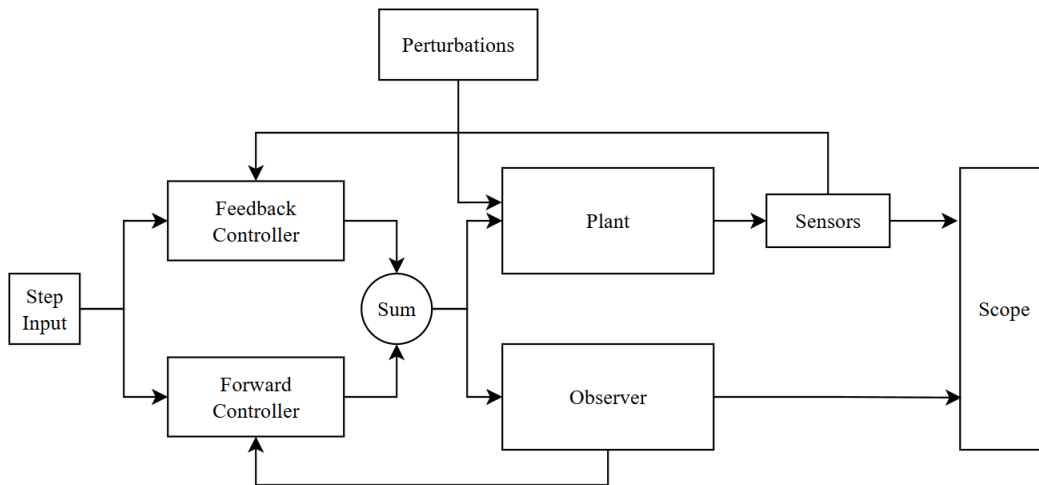 Perturbations
Feedback
Controller
Plant
Sensors
Step
Input
Sum
Scope
Forward
Controller
Observer